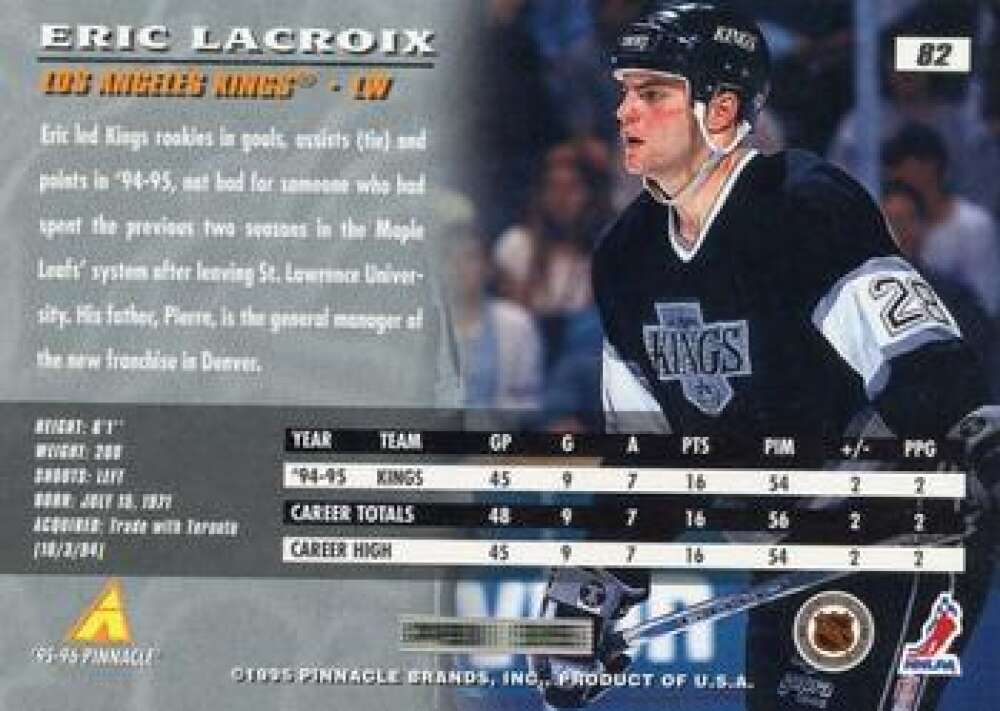 ERIC LACROIX
82
LOS ANGELES KINGS® • LW
Eric led Kings rookies in goals, assists (tie) and
points in '94-95, not bad for someone who had
spent the previous two seasons in the Maple
Leafs' system after leaving St. Lawrence Univer-
sity. His father, Pierre, is the general manager of
the new franchise in Denver.
KINGS
28
KINGS
HEIGHT: 6'1"
WEIGHT: 200
SHOOTS: LEFT
BORN: JULY 15, 1971
ACQUIRED: Trade with Toronto
YEAR TEAM GP G A PTS PIM +/- PPG
'94-95 KINGS 45 9 7 16 54 2 2
CAREER TOTALS 48 9 7 16 56 2 2
CAREER HIGH 45 9 7 16 54 2 2
'95-96 PINNACLE
©1995 PINNACLE BRANDS, INC., PRODUCT OF U.S.A.
NHLPA